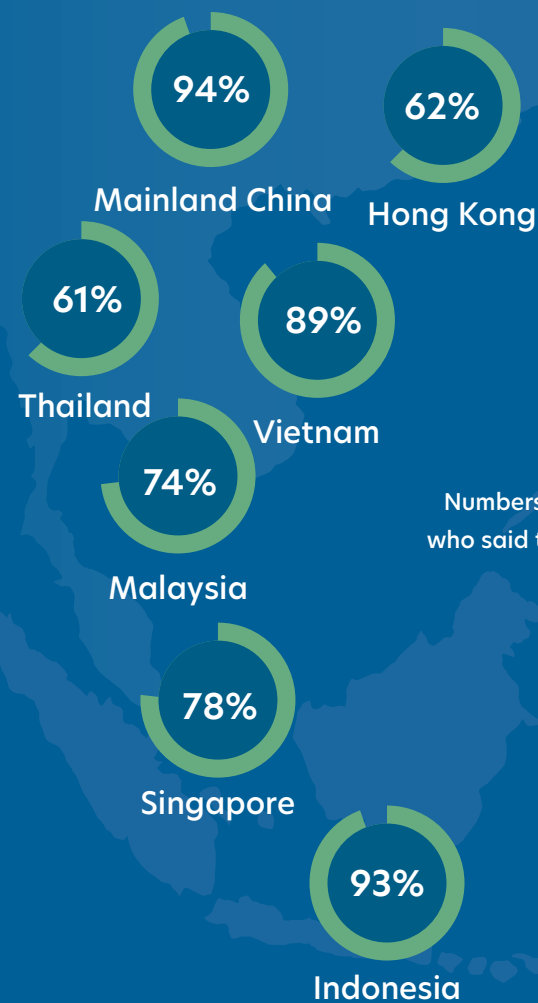 94%
Mainland China
62%
Hong Kong
61%
Thailand
89%
Vietnam
74%
Malaysia
Numbers
who said
78%
Singapore
93%
Indonesia